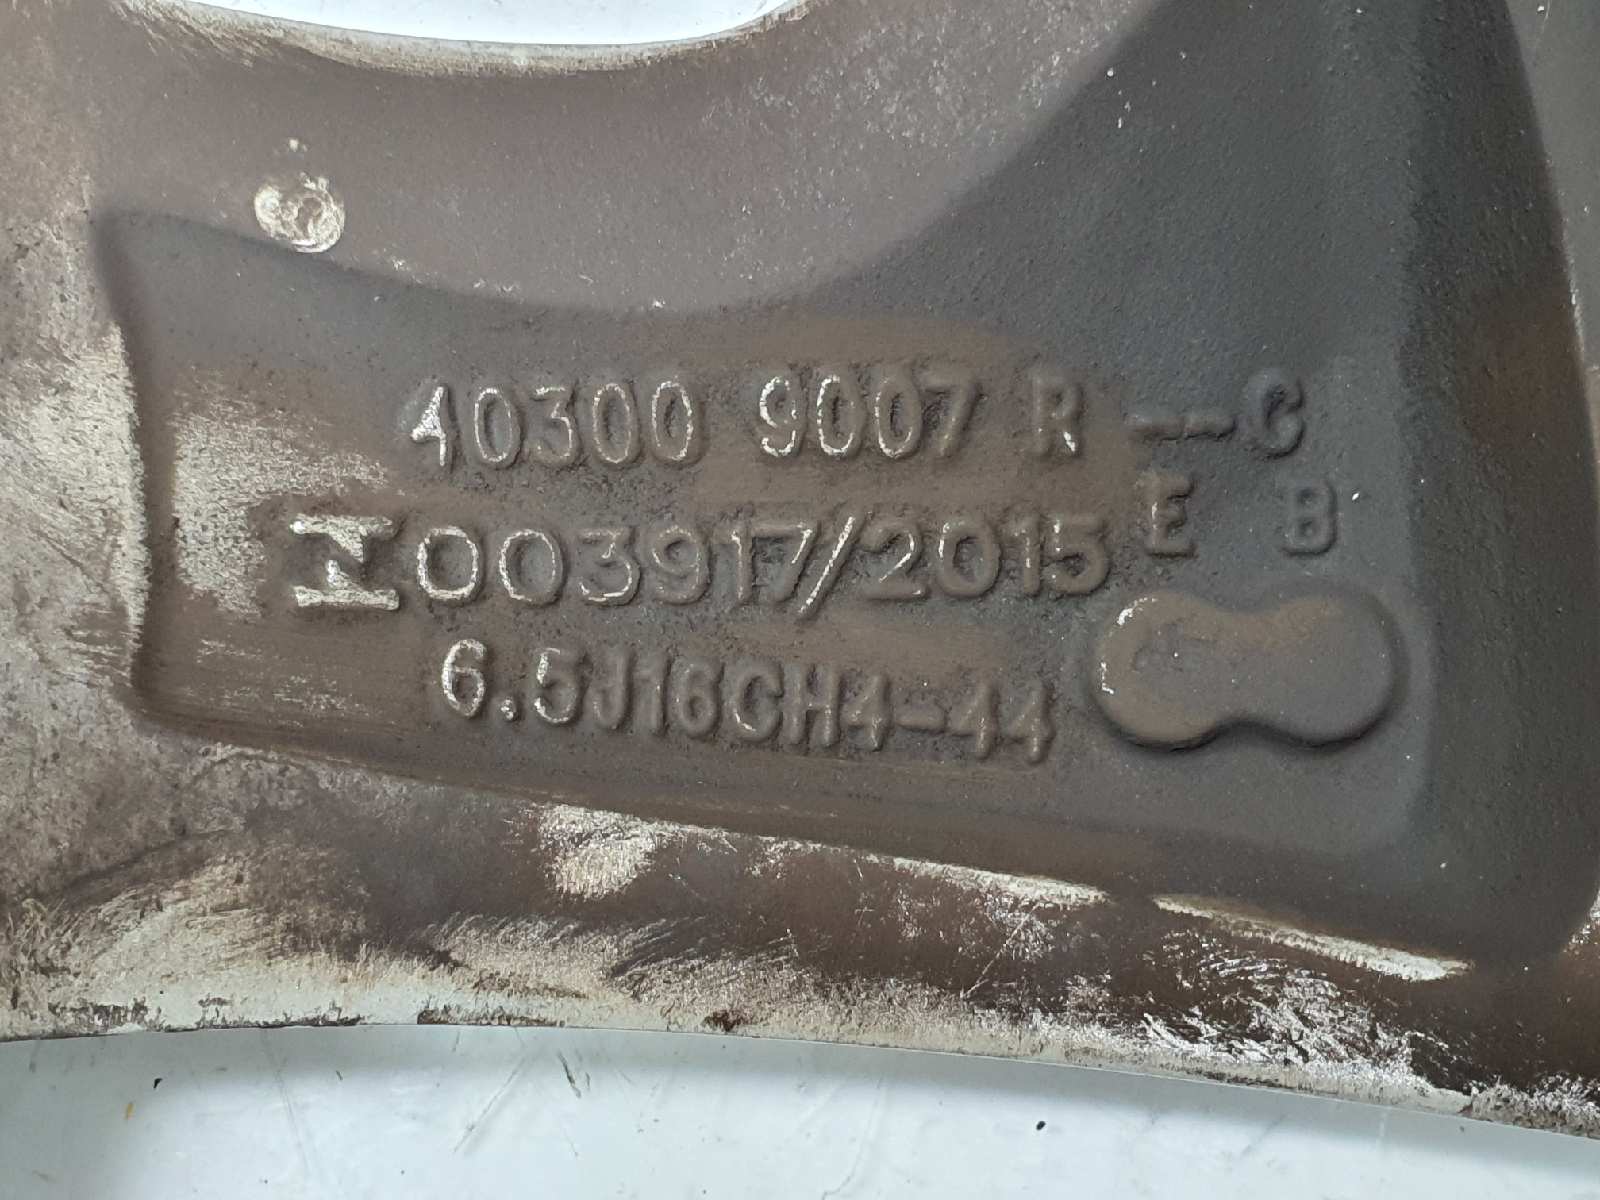 40300 9007 R --C
003917/2015 E B
6.5J16CH4-44